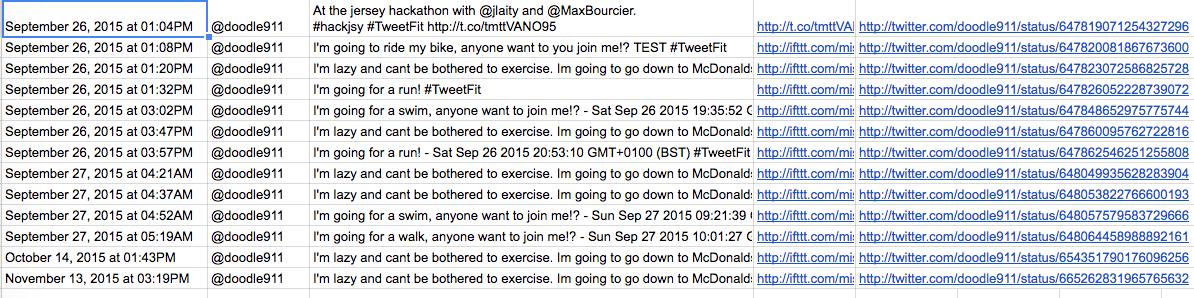 September 26, 2015 at 01:04PM @doodle911 At the jersey hackathon with @jlaity and @MaxBourcier.
#hackjsy #TweetFit http://t.co/tmttVANO95 http://t.co/tmttVA http://twitter.com/doodle911/status/647819071254327296
September 26, 2015 at 01:08PM @doodle911 I'm going to ride my bike, anyone want to you join me!? TEST #TweetFit http://ifttt.com/mis http://twitter.com/doodle911/status/647820081867673600
September 26, 2015 at 01:20PM @doodle911 I'm lazy and cant be bothered to exercise. Im going to go down to McDonalds http://ifttt.com/mis http://twitter.com/doodle911/status/647823072586825728
September 26, 2015 at 01:32PM @doodle911 I'm going for a run! #TweetFit http://ifttt.com/mis http://twitter.com/doodle911/status/647826052228739072
September 26, 2015 at 03:02PM @doodle911 I'm going for a swim, anyone want to join me!? - Sat Sep 26 2015 19:35:52 G http://ifttt.com/mis http://twitter.com/doodle911/status/647848652975775744
September 26, 2015 at 03:47PM @doodle911 I'm lazy and cant be bothered to exercise. Im going to go down to McDonalds http://ifttt.com/mis http://twitter.com/doodle911/status/647860095762722816
September 26, 2015 at 03:57PM @doodle911 I'm going for a run! - Sat Sep 26 2015 20:53:10 GMT+0100 (BST) #TweetFit http://ifttt.com/mis http://twitter.com/doodle911/status/647862546251255808
September 27, 2015 at 04:21AM @doodle911 I'm lazy and cant be bothered to exercise. Im going to go down to McDonalds http://ifttt.com/mis http://twitter.com/doodle911/status/648049935628283904
September 27, 2015 at 04:37AM @doodle911 I'm lazy and cant be bothered to exercise. Im going to go down to McDonalds http://ifttt.com/mis http://twitter.com/doodle911/status/648053822766600193
September 27, 2015 at 04:52AM @doodle911 I'm going for a swim, anyone want to join me!? - Sun Sep 27 2015 09:21:39 G http://ifttt.com/mis http://twitter.com/doodle911/status/648057579583729666
September 27, 2015 at 05:19AM @doodle911 I'm going for a walk, anyone want to join me!? - Sun Sep 27 2015 10:01:27 G http://ifttt.com/mis http://twitter.com/doodle911/status/648064458988892161
October 14, 2015 at 01:43PM @doodle911 I'm lazy and cant be bothered to exercise. Im going to go down to McDonalds http://ifttt.com/mis http://twitter.com/doodle911/status/654351790176096256
November 13, 2015 at 03:19PM @doodle911 I'm lazy and cant be bothered to exercise. Im going to go down to McDonalds http://ifttt.com/mis http://twitter.com/doodle911/status/665262831965765632